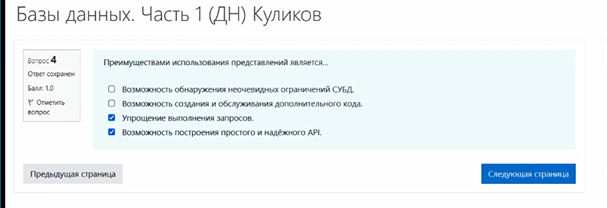 Базы данных. Часть 1 (ДН) Куликов
Вопрос 4
Ответ сохранен
Балл: 1,0
Отметить
вопрос
Преимуществами использования представлений является...
Возможность обнаружения неочевидных ограничений СУБД.
Возможность создания и обслуживания дополнительного кода.
Упрощение выполнения запросов.
Возможность построения простого и надёжного API.
Предыдущая страница
Следующая страница